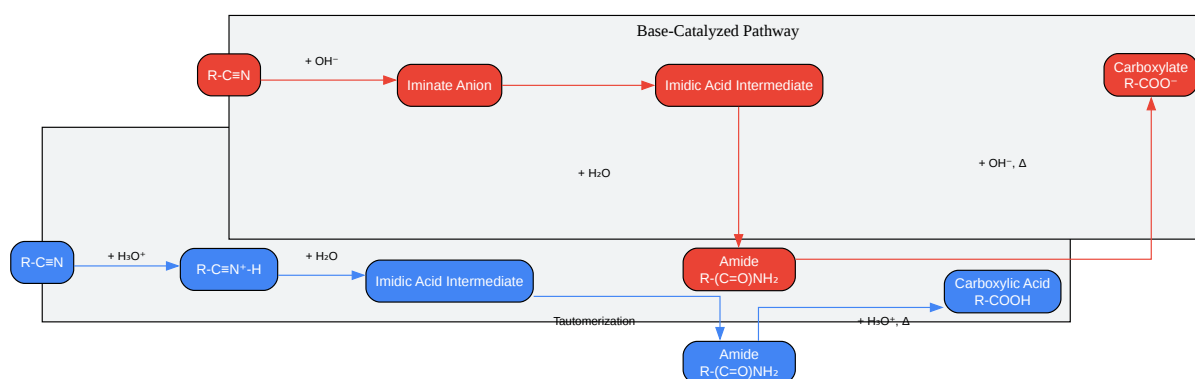 Base-Catalyzed Pathway
R-C≡N
+ OH⁻
Iminate Anion
Imidic Acid Intermediate
Carboxylate
R-COO⁻
+ H₂O
+ OH⁻, Δ
R-C≡N
+ H₃O⁺
R-C≡N⁺-H
+ H₂O
Imidic Acid Intermediate
Amide
R-(C=O)NH₂
Carboxylic Acid
R-COOH
Tautomerization
+ H₃O⁺, Δ
Amide
R-(C=O)NH₂